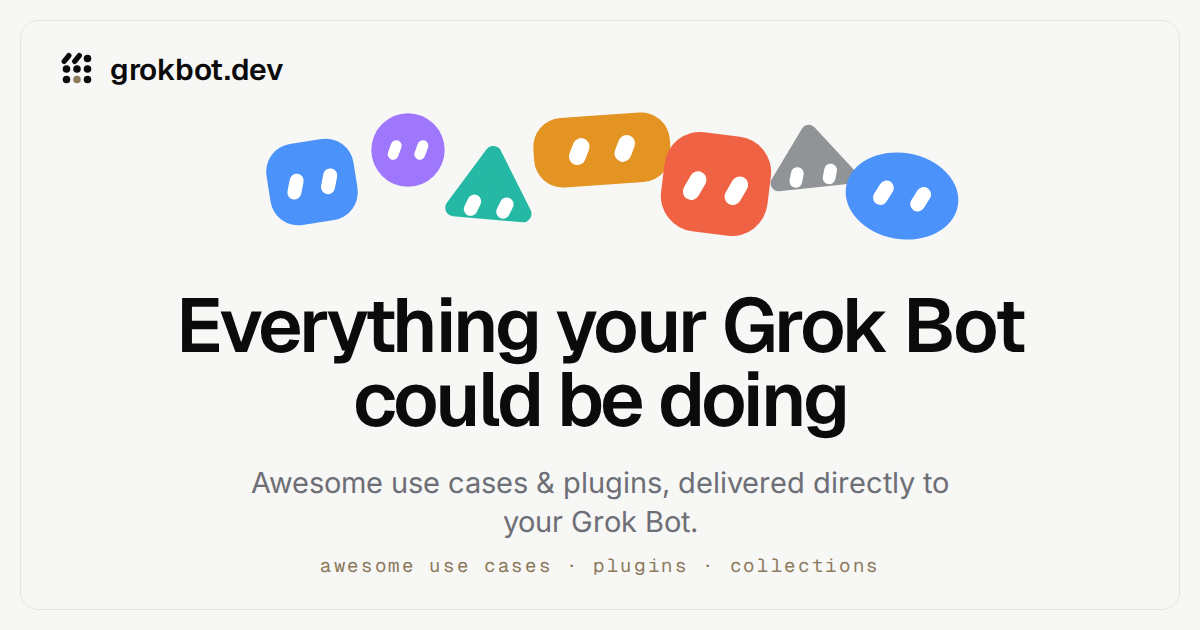 grokbot.dev
Everything your Grok Bot
could be doing
Awesome use cases & plugins, delivered directly to
your Grok Bot.
awesome use cases · plugins · collections